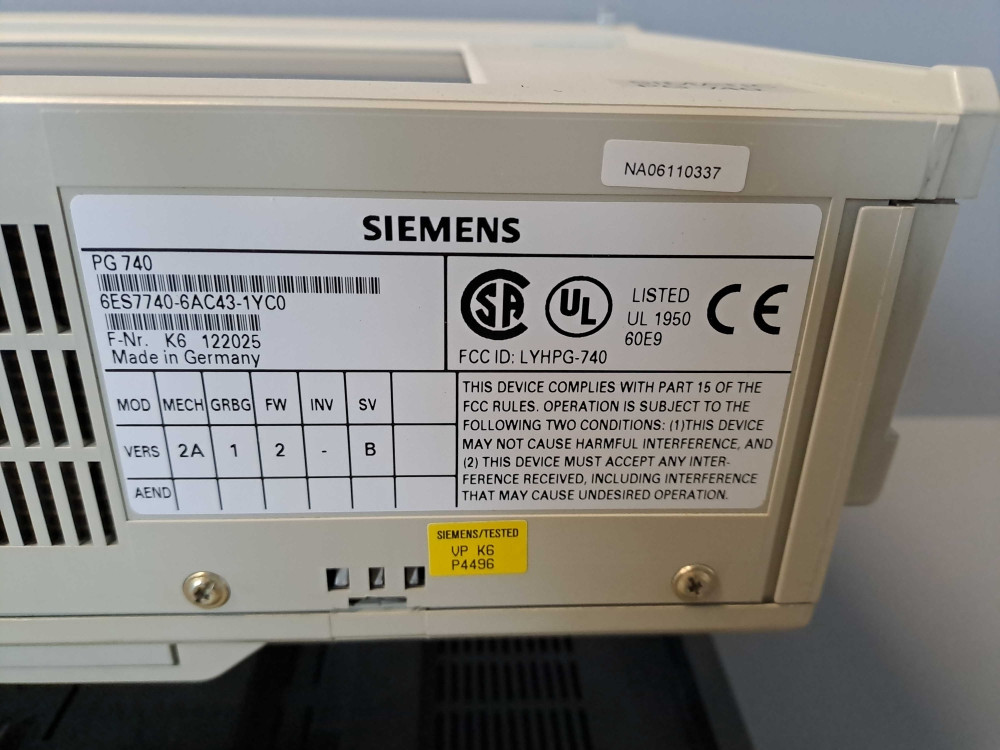 NA06110337
SIEMENS
PG 740
6ES7740-6AC43-1YC0
F-Nr. K6 122025
Made in Germany
SA
UL
LISTED
UL 1950
60E9
CE
FCC ID: LYHPG-740
MOD MECH GRBG FW INV SV
VERS 2A 1 2 - B
AEND
THIS DEVICE COMPLIES WITH PART 15 OF THE
FCC RULES. OPERATION IS SUBJECT TO THE
FOLLOWING TWO CONDITIONS: (1)THIS DEVICE
MAY NOT CAUSE HARMFUL INTERFERENCE, AND
(2) THIS DEVICE MUST ACCEPT ANY INTER-
FERENCE RECEIVED, INCLUDING INTERFERENCE
THAT MAY CAUSE UNDESIRED OPERATION.
SIEMENS/TESTED
VP K6
P4496